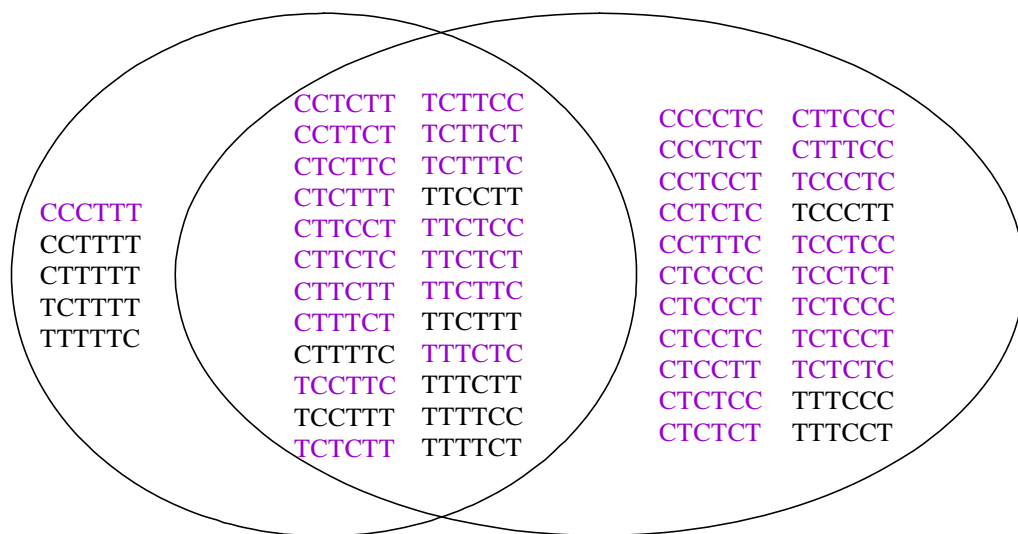 CCCTTT
CCTTTT
CTTTTT
TCTTTT
TTTTTC
CCTCTT TCTTCC
CCTTCT TCTTCT
CTCTTC TCTTTC
CTCTTT TTCCTT
CTTCCT TTCTCC
CTTCTC TTCTCT
CTTCTT TTCTTC
CTTTCT TTCTTT
CTTTTC TTTCTC
TCCTTC TTTCTT
TCCTTT TTTTCC
TCTCTT TTTTCT
CCCCTC CTTCCC
CCCTCT CTTTCC
CCTCCT TCCCTC
CCTCTC TCCCTT
CCTTTC TCCTCC
CTCCCC TCCTCT
CTCCCT TCTCCC
CTCCTC TCTCCT
CTCCTT TCTCTC
CTCTCC TTTCCC
CTCTCT TTTCCT